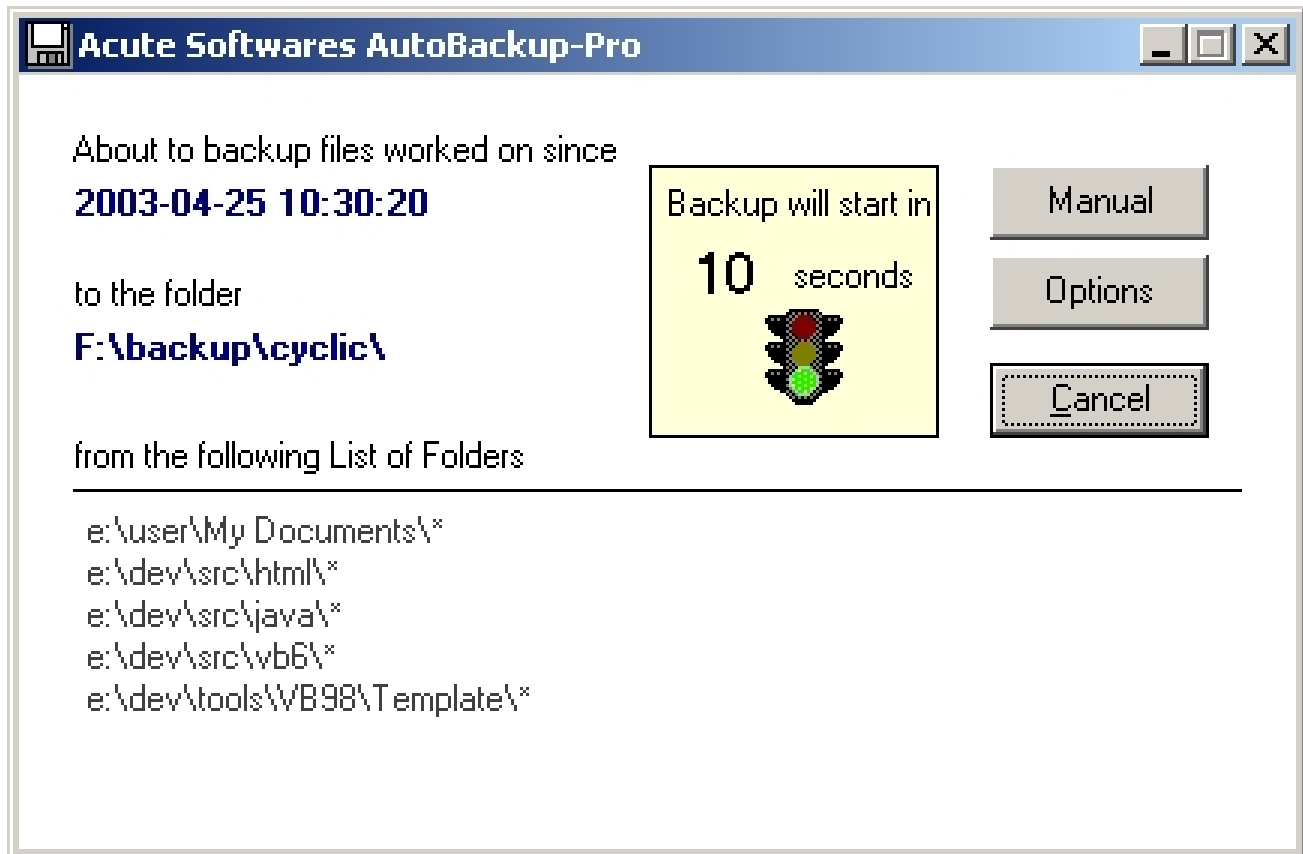 Acute Softwares AutoBackup-Pro
About to backup files worked on since
2003-04-25 10:30:20
to the folder
F:\backup\cyclic\
Backup will start in
10 seconds
Manual
Options
Cancel
from the following List of Folders
e:\user\My Documents\*
e:\dev\src\html\*
e:\dev\src\java\*
e:\dev\src\vb6\*
e:\dev\tools\VB98\Template\*